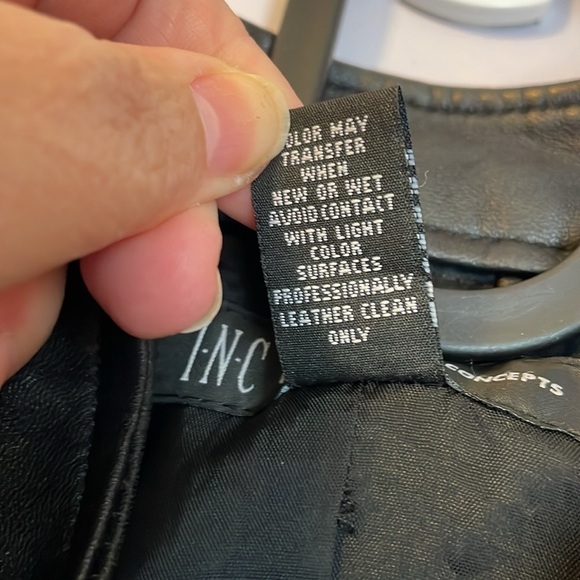 COLOR MAY
TRANSFER
WHEN
NEW OR WET
AVOID CONTACT
WITH LIGHT
COLOR
SURFACES
PROFESSIONALLY
LEATHER CLEAN
ONLY
I·N·C
CONCEPTS